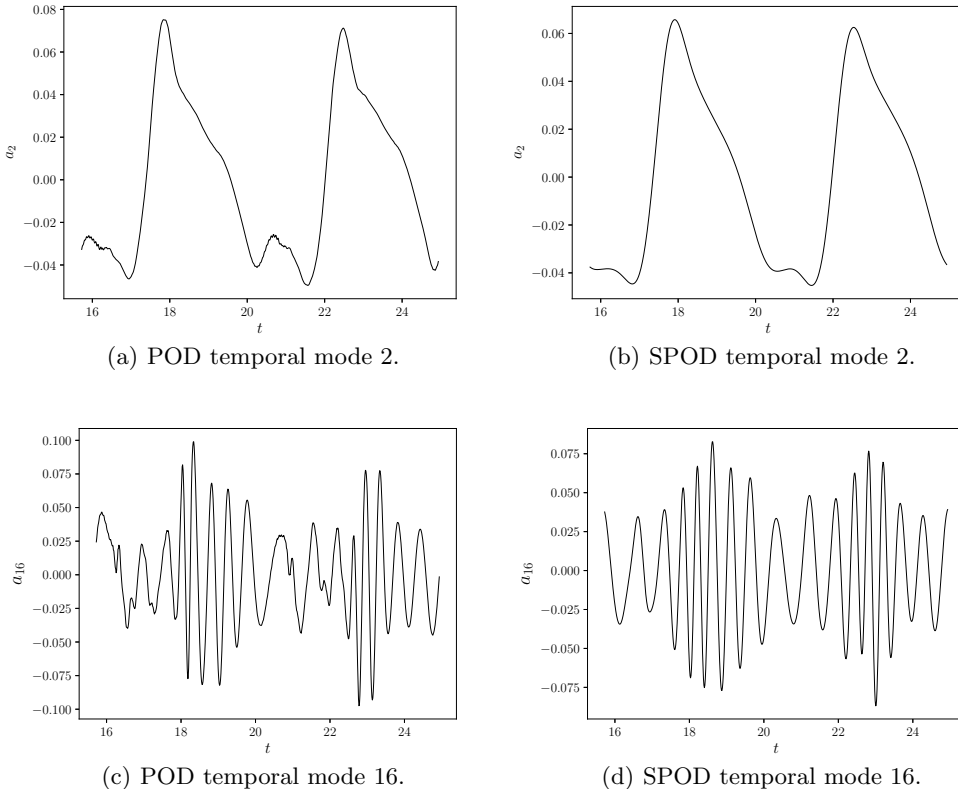 0.08
0.06
0.04
0.02
0.00
−0.02
−0.04
a2
16 18 20 22 24
t
(a) POD temporal mode 2.
0.06
0.04
0.02
0.00
−0.02
−0.04
a2
16 18 20 22 24
t
(b) SPOD temporal mode 2.
0.100
0.075
0.050
0.025
0.000
−0.025
−0.050
−0.075
−0.100
a16
16 18 20 22 24
t
(c) POD temporal mode 16.
0.075
0.050
0.025
0.000
−0.025
−0.050
−0.075
a16
16 18 20 22 24
t
(d) SPOD temporal mode 16.